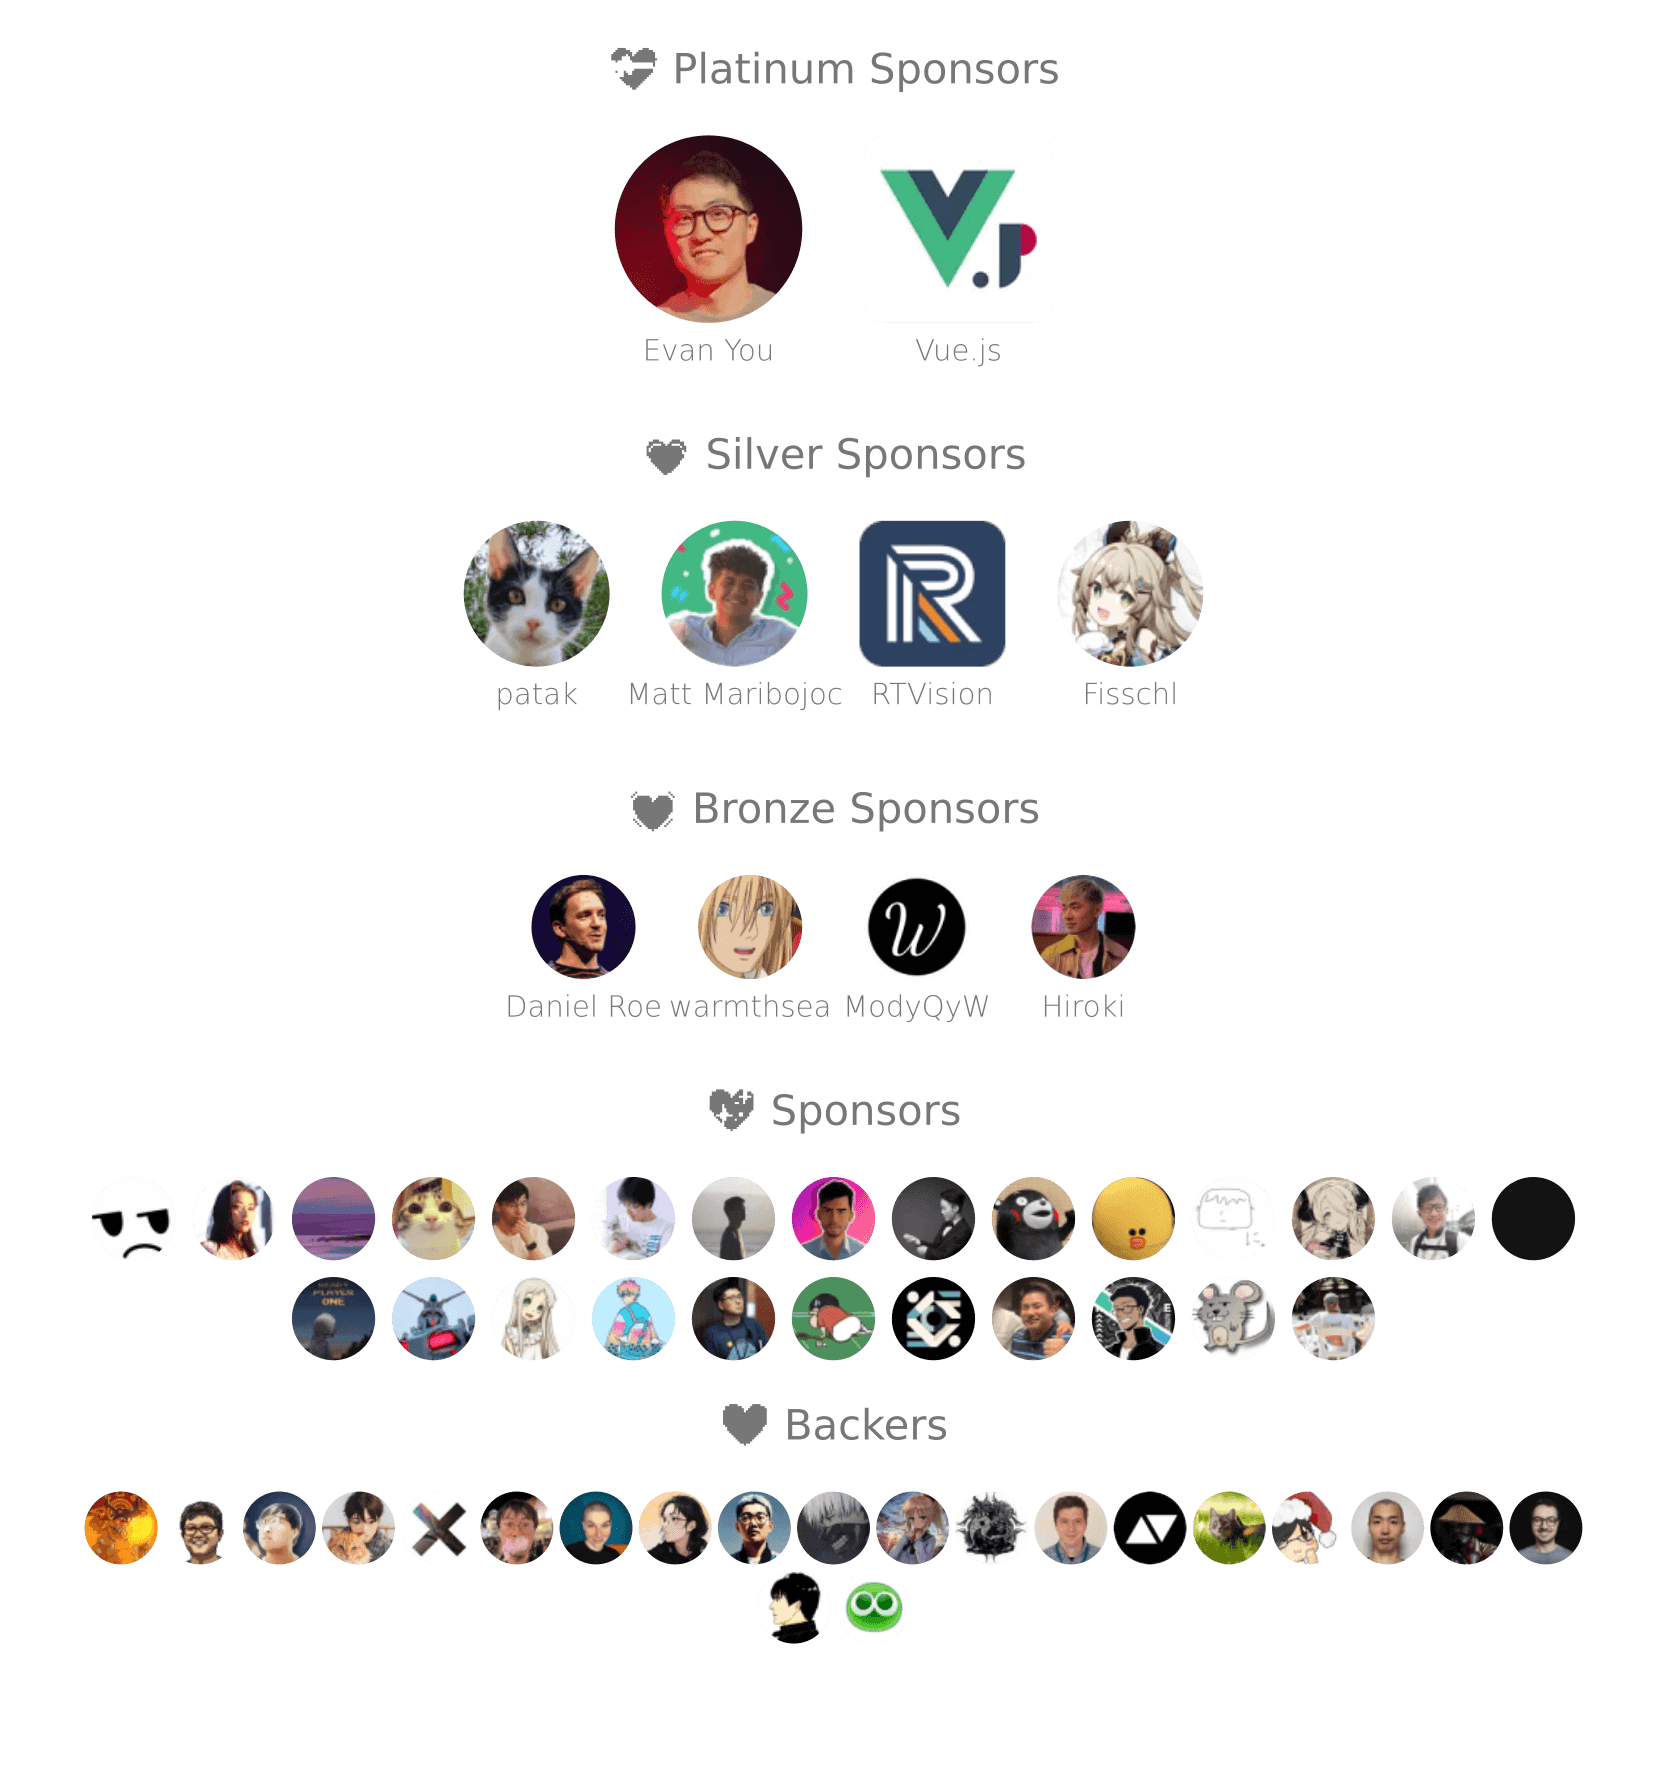 Platinum Sponsors
Evan You
Vue.js
Silver Sponsors
patak
Matt Maribojoc
RTVision
Fisschl
Bronze Sponsors
W
Daniel Roe
warmthsea
ModyQyW
Hiroki
Sponsors
PLAYER
ONE
Backers